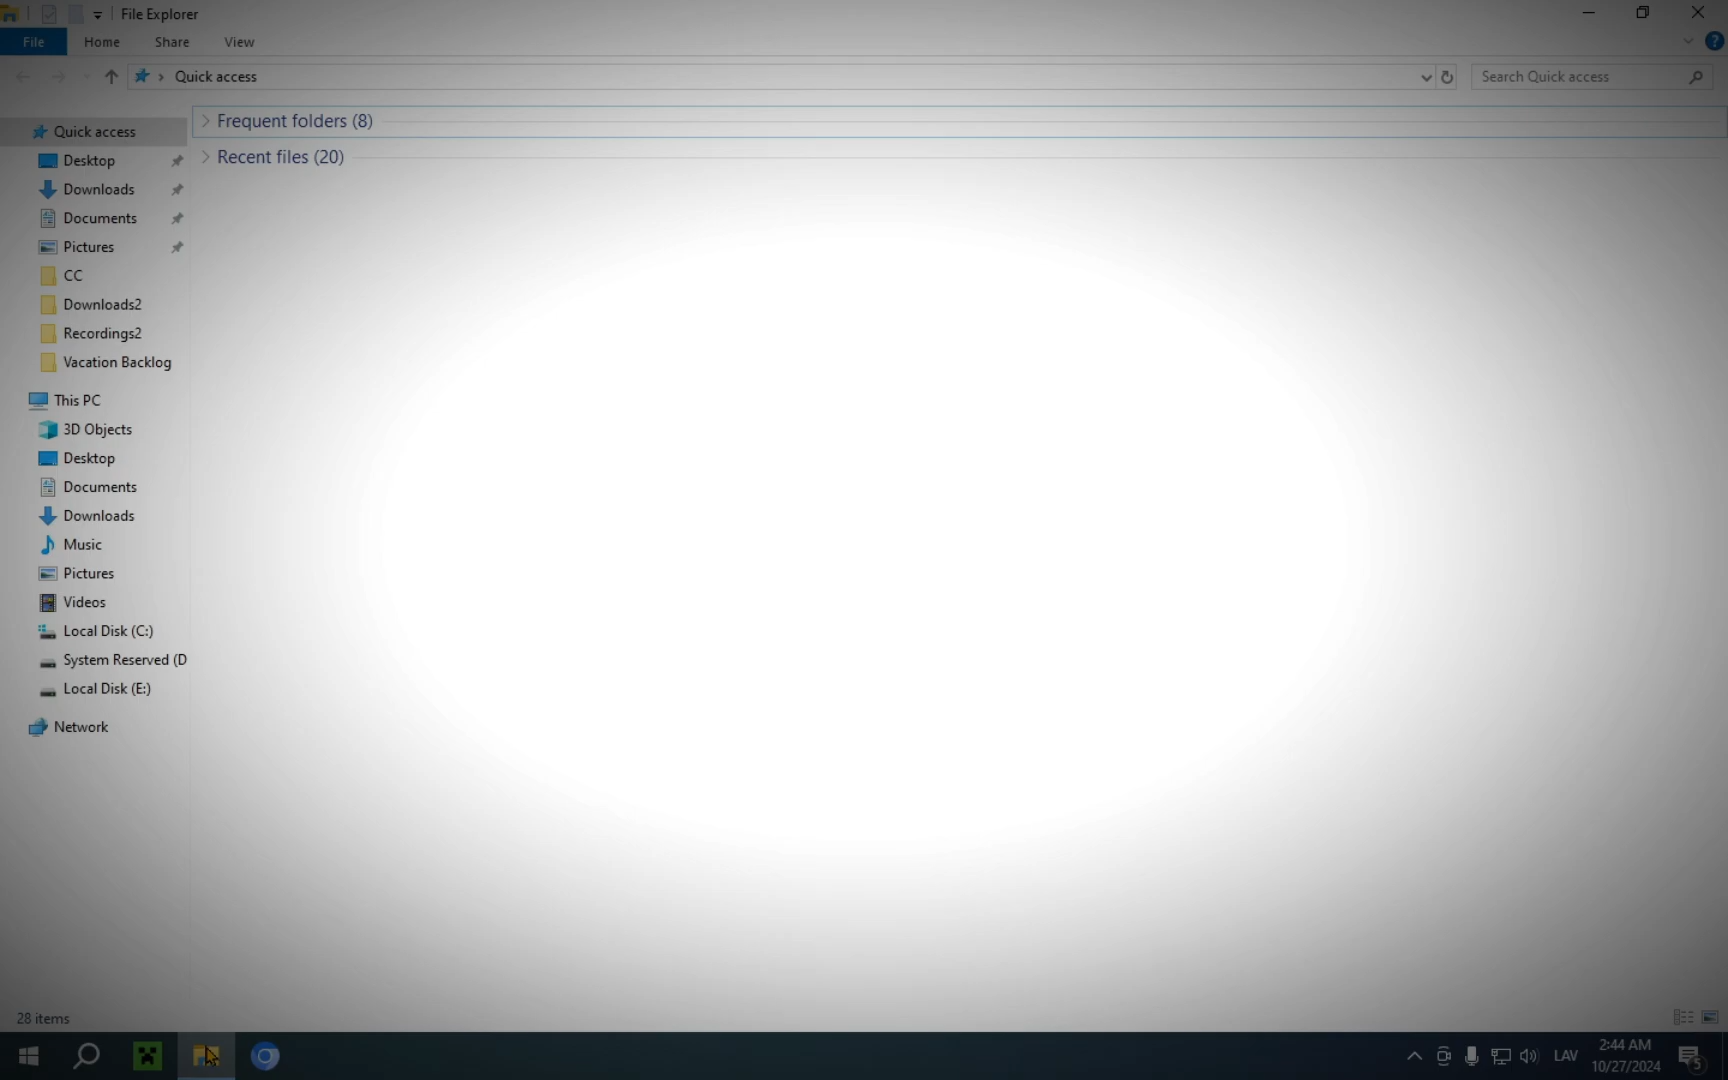 File Explorer
File Home Share View
Quick access
Search Quick access
Frequent folders (8)
Recent files (20)
Quick access
Desktop
Downloads
Documents
Pictures
CC
Downloads2
Recordings2
Vacation Backlog
This PC
3D Objects
Desktop
Documents
Downloads
Music
Pictures
Videos
Local Disk (C:)
System Reserved (D
Local Disk (E:)
Network
28 items
LAV
2:44 AM
10/27/2024
5